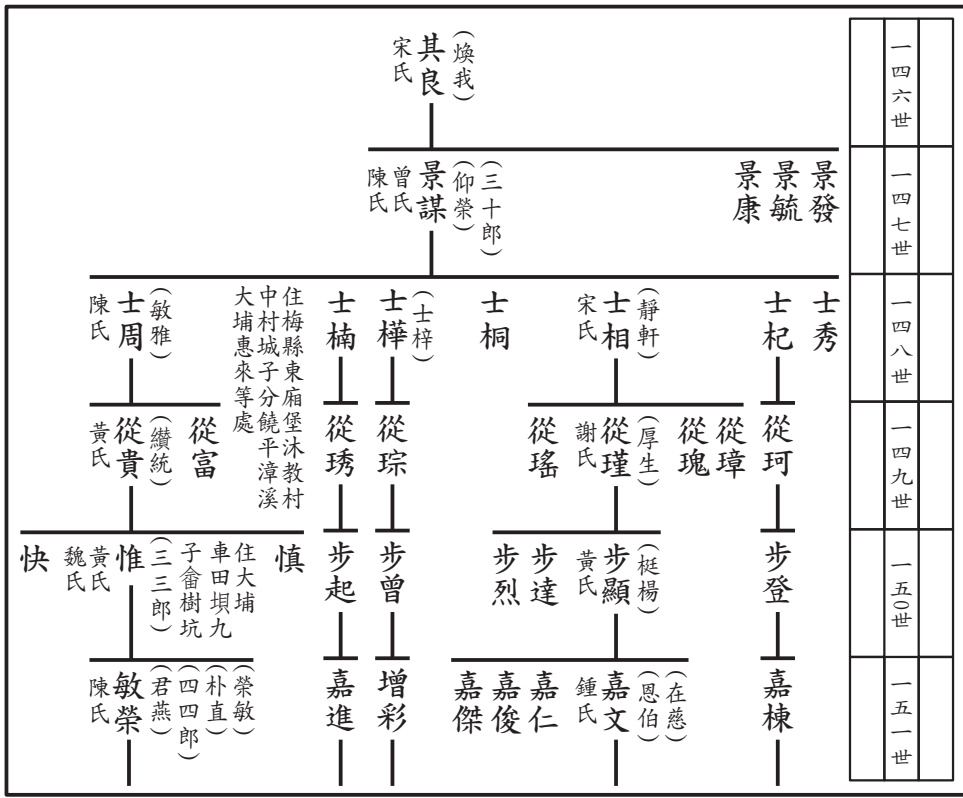 一四六世
(煥我)
其良
宋氏
一四七世
景發
景毓
景康
(三十郎)
(仰榮)
景謀
曾氏
陳氏
一四八世
士秀
士杞
(靜軒)
士相
宋氏
士桐
(士梓)
士樺
士楠
住梅縣東廂堡沐教村
中村城子分饒平漳溪
大埔惠來等處
(敏雅)
士周
陳氏
一四九世
從珂
從璋
從瑰
(厚生)
從瑾
謝氏
從瑤
從琮
從琇
從富
(纘統)
從貴
黃氏
一五〇世
步登
(梃楊)
步顯
黃氏
步達
步烈
步曾
步起
慎
住大埔
車田垻九
子畲樹坑
(三三郎)
惟
黃氏
魏氏
快
一五一世
嘉棟
(在慈)
(恩伯)
嘉文
鍾氏
嘉仁
嘉俊
嘉傑
增彩
嘉進
(榮敏)
(朴直)
(四四郎)
(君燕)
敏榮
陳氏